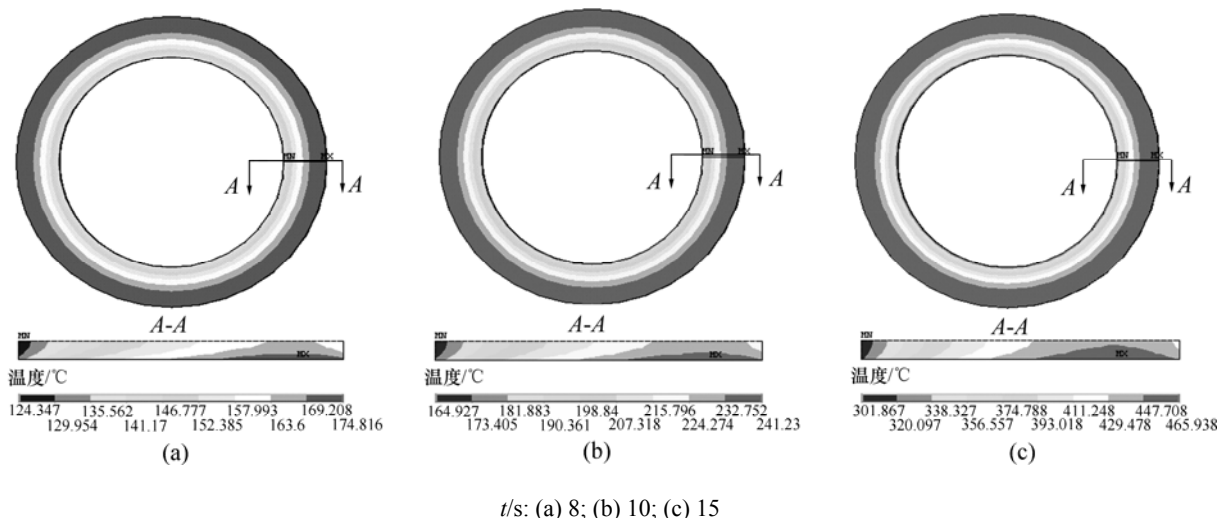 MN MX
A A
A-A
MN
MX
温度/℃
124.347 135.562 146.777 157.993 169.208
129.954 141.17 152.385 163.6 174.816
(a)
MN MX
A A
A-A
MN
MX
温度/℃
164.927 181.883 198.84 215.796 232.752
173.405 190.361 207.318 224.274 241.23
(b)
MN MX
A A
A-A
MN
MX
温度/℃
301.867 338.327 374.788 411.248 447.708
320.097 356.557 393.018 429.478 465.938
(c)
t/s: (a) 8; (b) 10; (c) 15